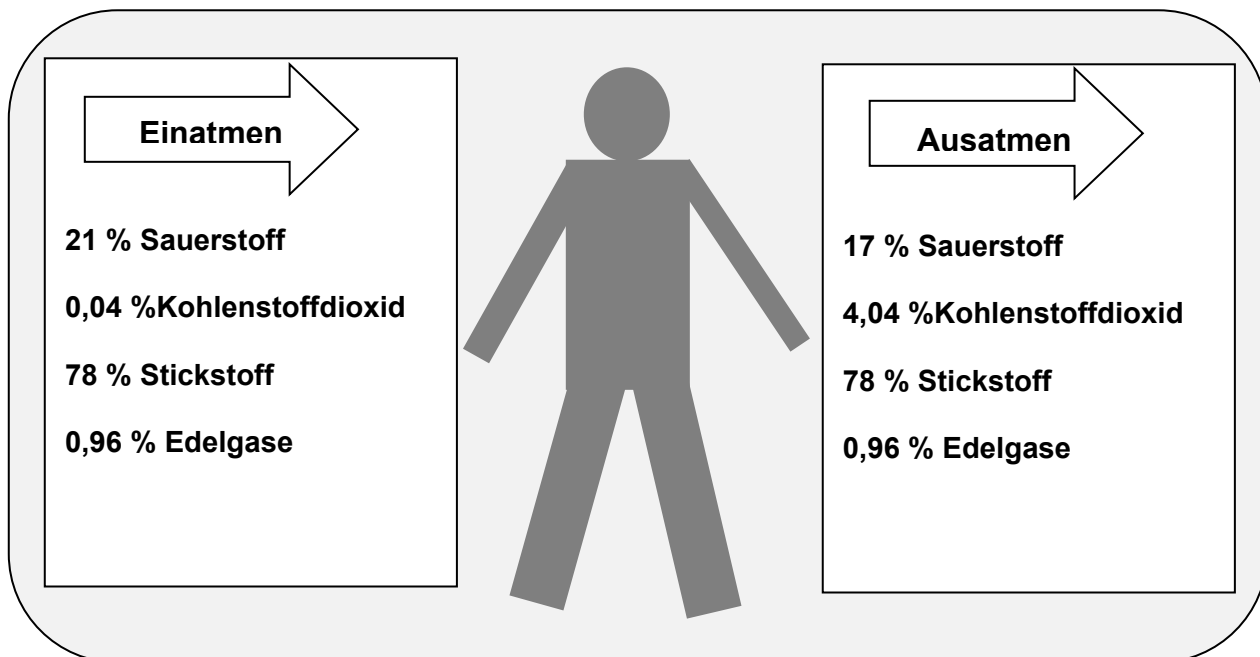 Einatmen
21 % Sauerstoff
0,04 %Kohlenstoffdioxid
78 % Stickstoff
0,96 % Edelgase
Ausatmen
17 % Sauerstoff
4,04 %Kohlenstoffdioxid
78 % Stickstoff
0,96 % Edelgase